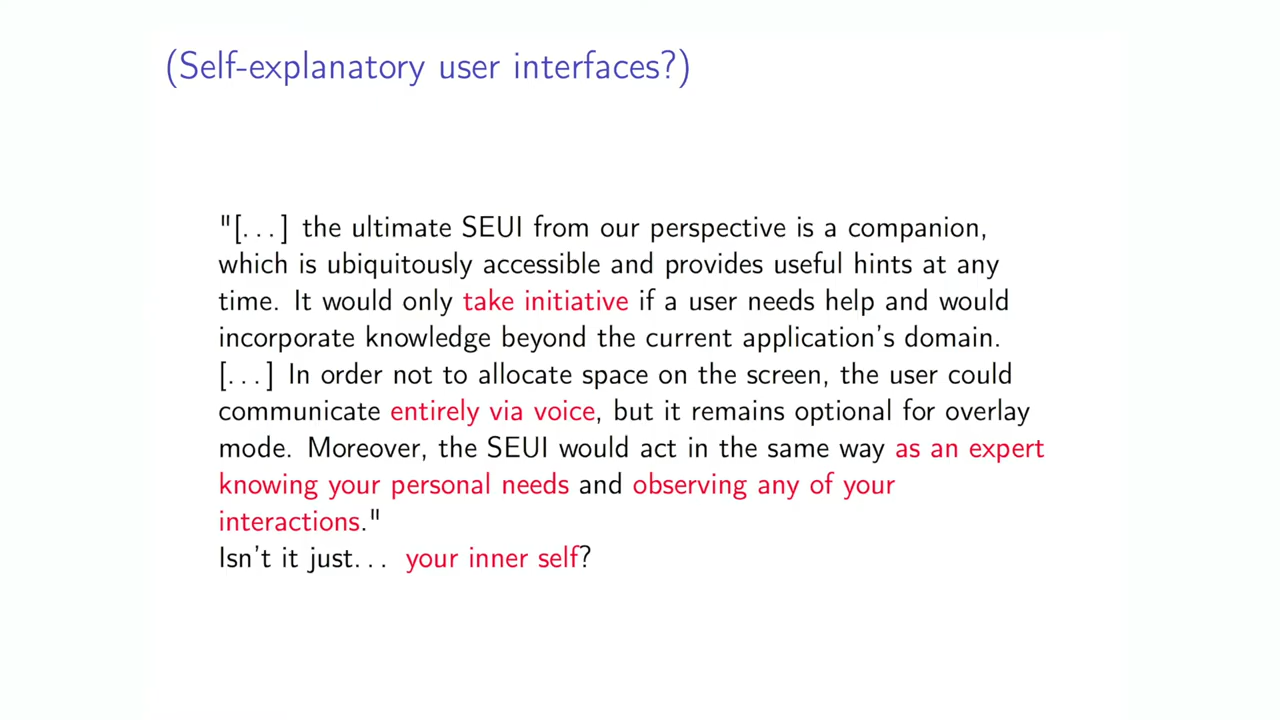 (Self-explanatory user interfaces?)
"[...] the ultimate SEUI from our perspective is a companion,
which is ubiquitously accessible and provides useful hints at any
time. It would only take initiative if a user needs help and would
incorporate knowledge beyond the current application's domain.
[...] In order not to allocate space on the screen, the user could
communicate entirely via voice, but it remains optional for overlay
mode. Moreover, the SEUI would act in the same way as an expert
knowing your personal needs and observing any of your
interactions."
Isn't it just... your inner self?